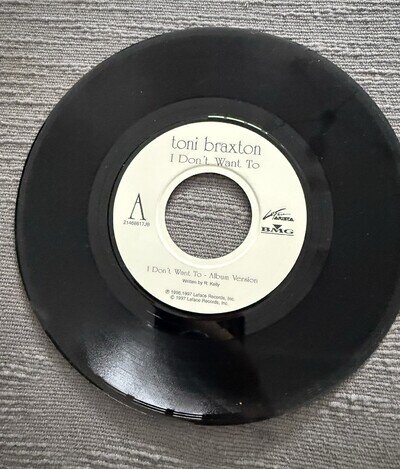 toni braxton
I Don't Want To
A
LaFace
ARISTA
BMG
I Don't Want To - Album Version
Written by R. Kelly
℗ 1996,1997 LaFace Records, Inc.
© 1997 LaFace Records, Inc.